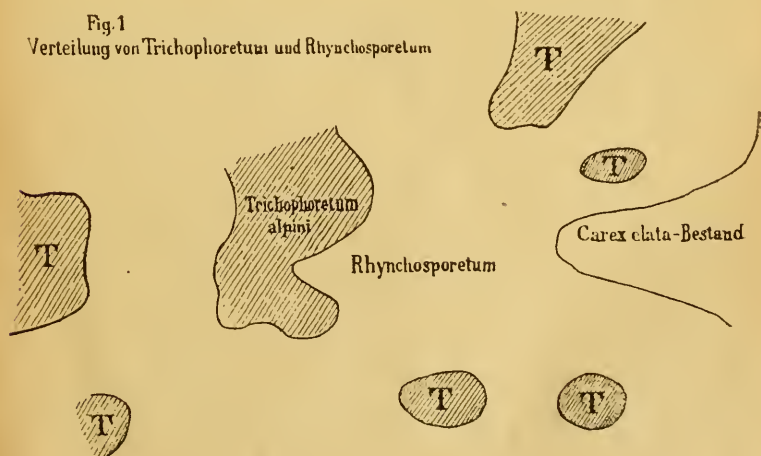 Fig. 1
Verteilung von Trichophoretum und Rhynchosporetum
T
T
Trichophoretum
alpini
T
Carex elata-Bestand
Rhynchosporetum
T
T
T